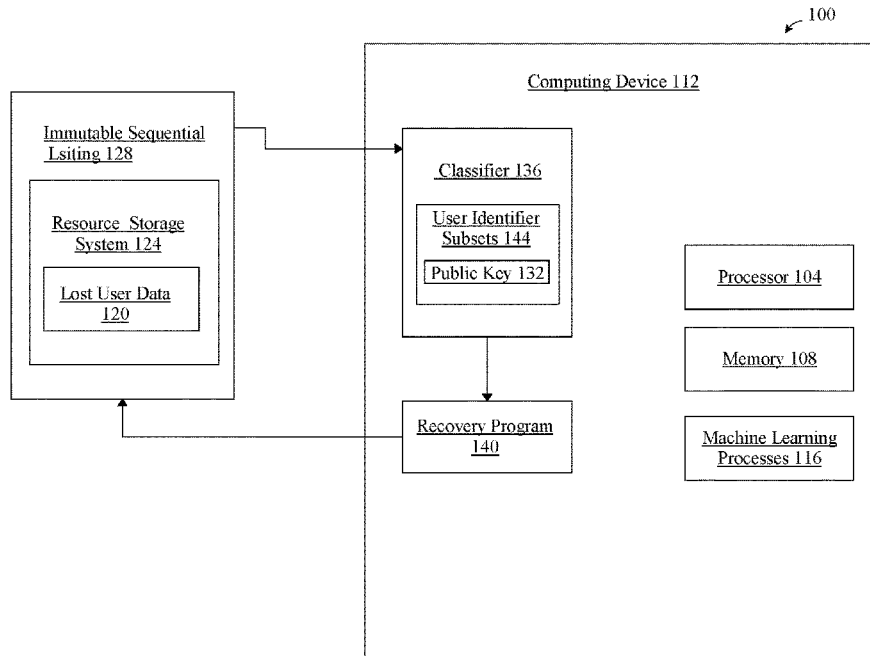 100
Computing Device 112
Immutable Sequential
Lsiting 128
Resource Storage
System 124
Lost User Data
120
Classifier 136
User Identifier
Subsets 144
Public Key 132
Processor 104
Memory 108
Recovery Program
140
Machine Learning
Processes 116